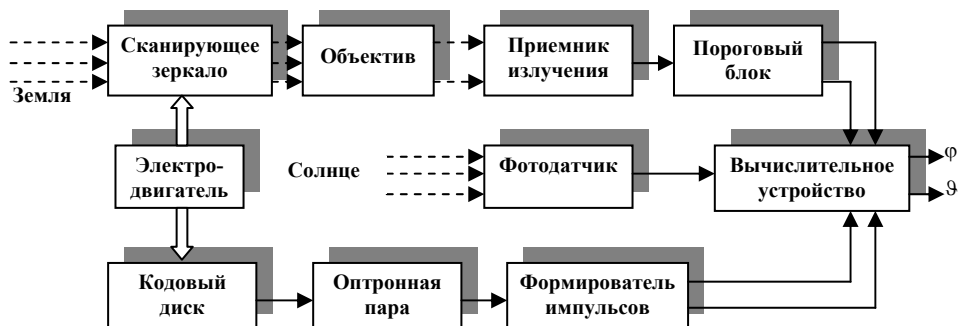 Сканирующее
зеркало
Объектив
Приемник
излучения
Пороговый
блок
Земля
Электро-
двигатель
Солнце
Фотодатчик
Вычислительное
устройство
φ
ϑ
Кодовый
диск
Оптронная
пара
Формирователь
импульсов